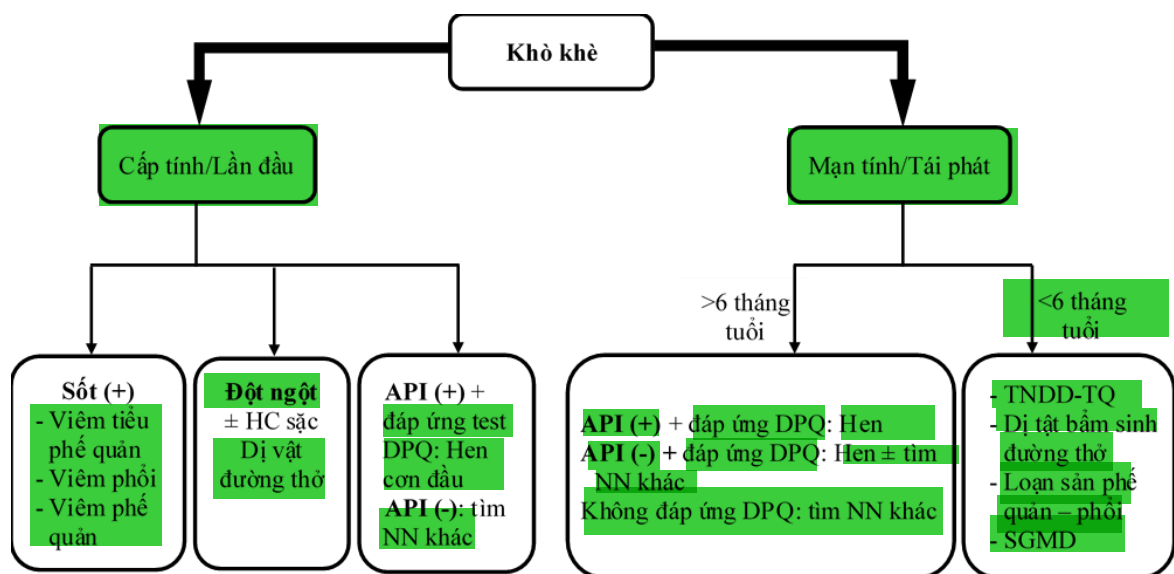 Khò khè
Cấp tính/Lần đầu
Mạn tính/Tái phát
>6 tháng
tuổi
<6 tháng
tuổi
Sốt (+)
- Viêm tiểu
phế quản
- Viêm phổi
- Viêm phế
quản
Đột ngột
± HC sặc
Dị vật
đường thở
API (+) +
đáp ứng test
DPQ: Hen
cơn đầu
API (-): tìm
NN khác
API (+) + đáp ứng DPQ: Hen
API (-) + đáp ứng DPQ: Hen ± tìm
NN khác
Không đáp ứng DPQ: tìm NN khác
- TNDD-TQ
- Dị tật bẩm sinh
đường thở
- Loạn sản phế
quản – phổi
- SGMD